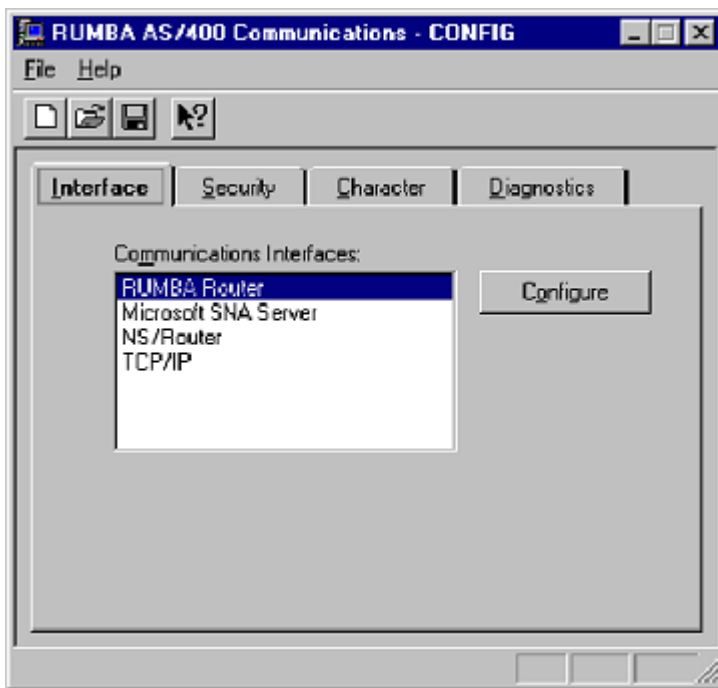 RUMBA AS/400 Communications - CONFIG
File Help
?
Interface Security Character Diagnostics
Communications Interfaces:
RUMBA Router
Configure
Microsoft SNA Server
NS/Router
TCP/IP